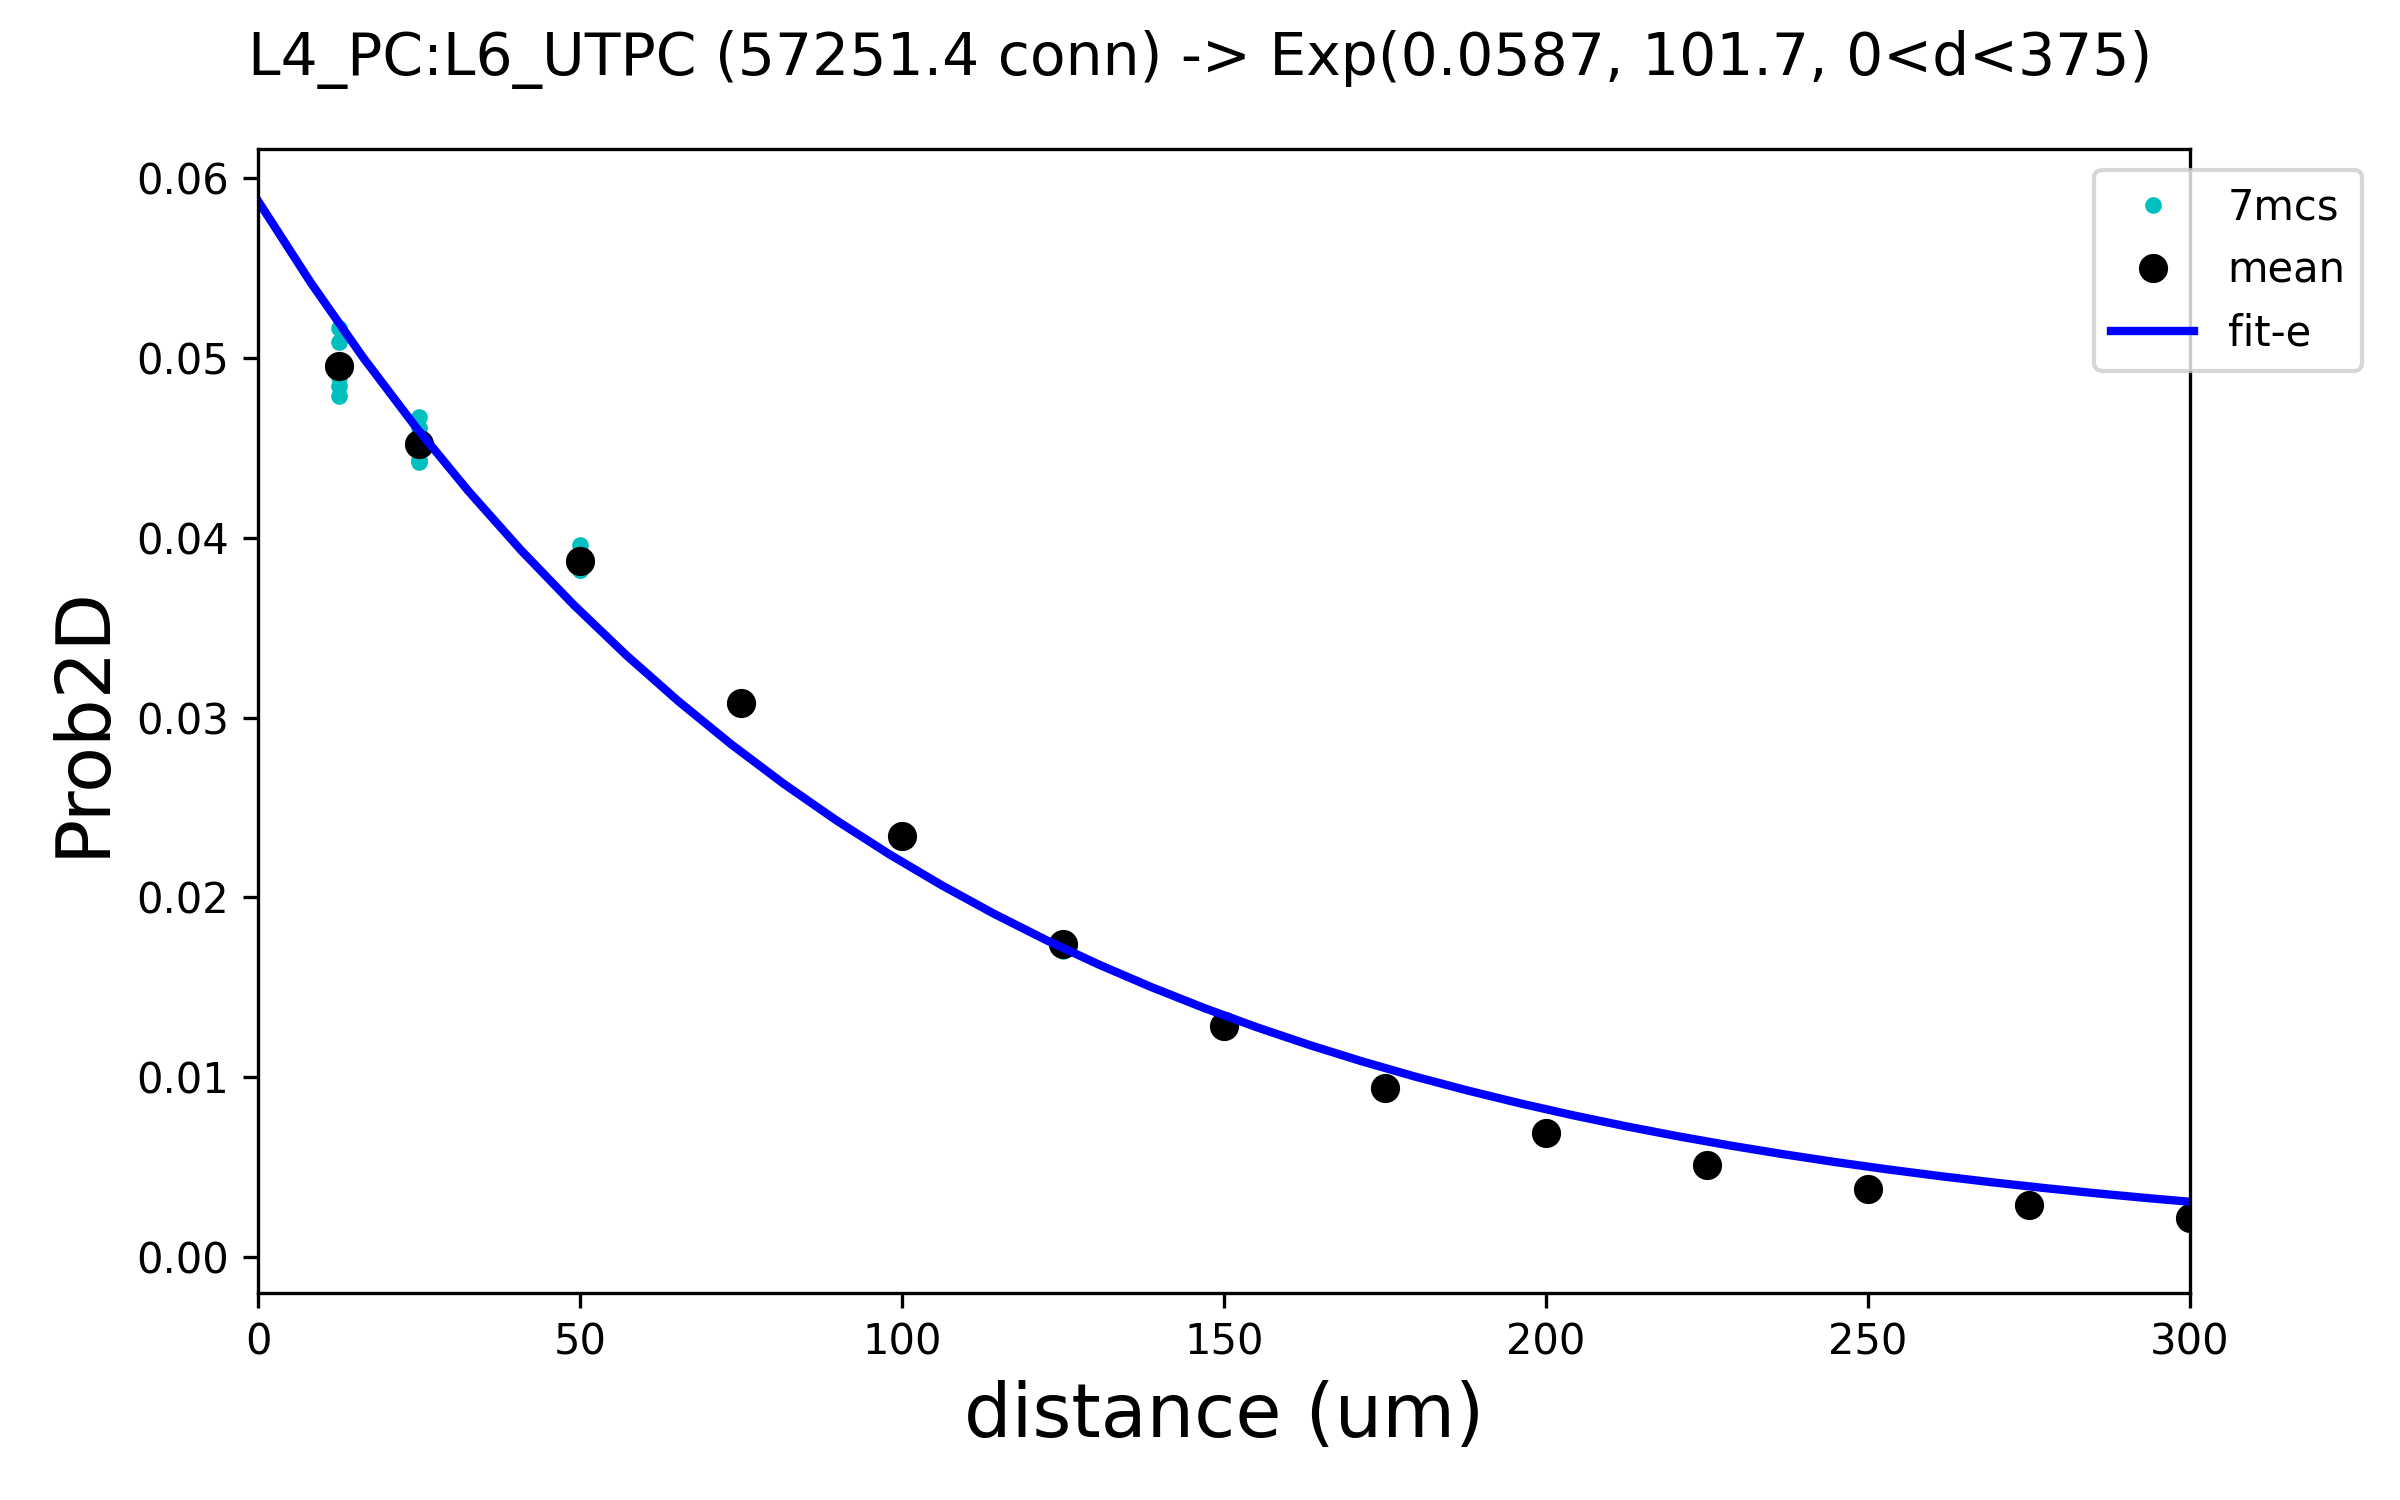 L4_PC:L6_UTPC (57251.4 conn) -> Exp(0.0587, 101.7, 0<d<375)
7mcs
mean
fit-e
Prob2D
0.06
0.05
0.04
0.03
0.02
0.01
0.00
0 50 100 150 200 250 300
distance (um)